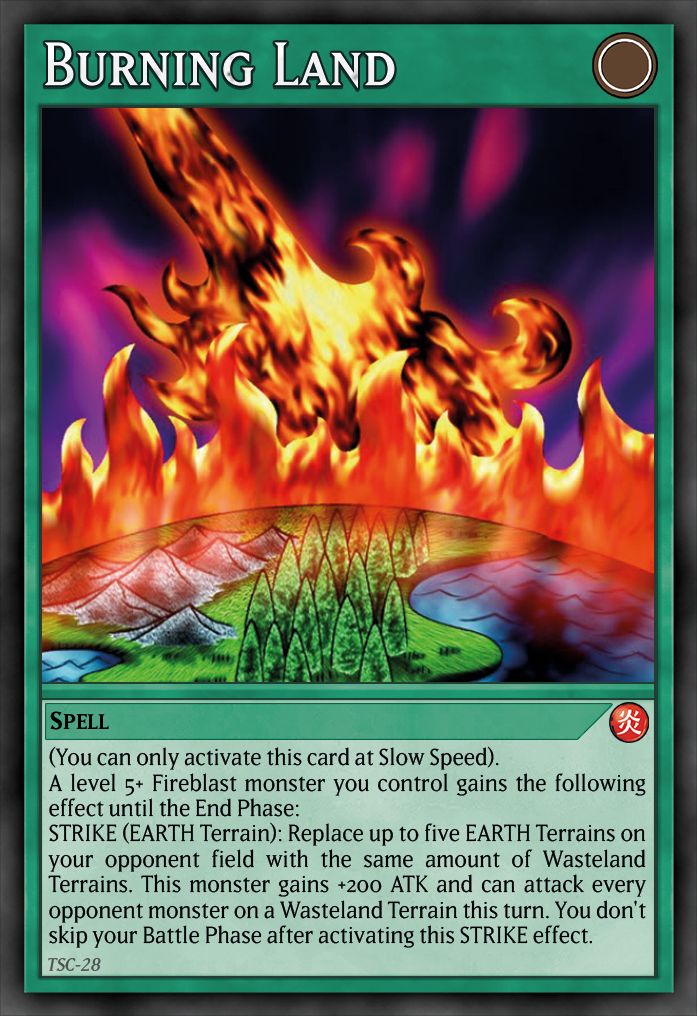 Burning Land
Spell
炎
(You can only activate this card at Slow Speed).
A level 5+ Fireblast monster you control gains the following
effect until the End Phase:
STRIKE (EARTH Terrain): Replace up to five EARTH Terrains on
your opponent field with the same amount of Wasteland
Terrains. This monster gains +200 ATK and can attack every
opponent monster on a Wasteland Terrain this turn. You don't
skip your Battle Phase after activating this STRIKE effect.
TSC-28